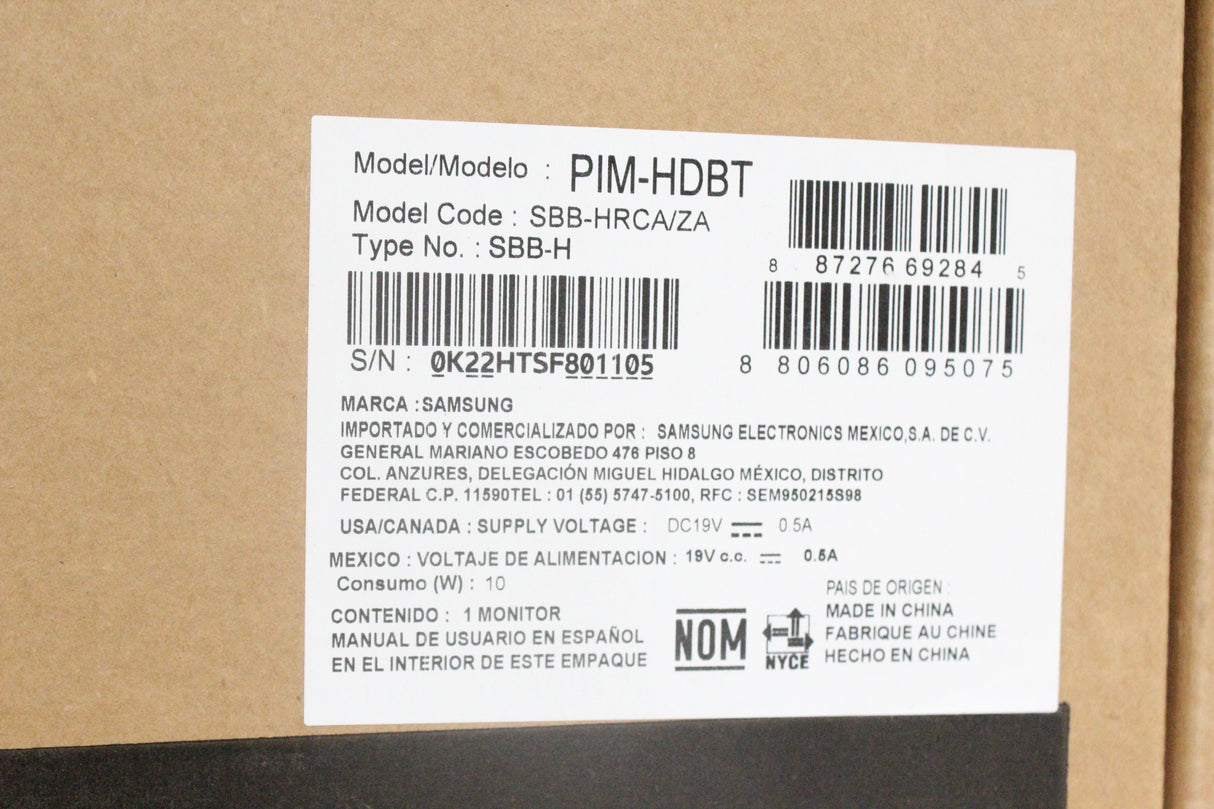 Model/Modelo : PIM-HDBT
Model Code : SBB-HRCA/ZA
Type No. : SBB-H
8 87276 69284 5
S/N : 0K22HTSF801105
8 806086 095075
MARCA : SAMSUNG
IMPORTADO Y COMERCIALIZADO POR : SAMSUNG ELECTRONICS MEXICO,S.A. DE C.V.
GENERAL MARIANO ESCOBEDO 476 PISO 8
COL. ANZURES, DELEGACIÓN MIGUEL HIDALGO MÉXICO, DISTRITO
FEDERAL C.P. 11590TEL : 01 (55) 5747-5100, RFC : SEM950215S98
USA/CANADA : SUPPLY VOLTAGE : DC19V 0 5A
MEXICO : VOLTAJE DE ALIMENTACION : 19V c.c. 0.5A
Consumo (W) : 10
CONTENIDO : 1 MONITOR
MANUAL DE USUARIO EN ESPAÑOL
EN EL INTERIOR DE ESTE EMPAQUE
NOM
NYCE
PAIS DE ORIGEN :
MADE IN CHINA
FABRIQUE AU CHINE
HECHO EN CHINA